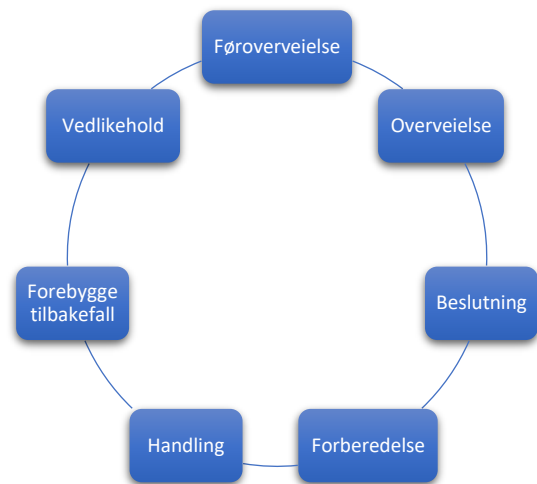 Føroverveielse
Overveielse
Beslutning
Forberedelse
Handling
Forebygge
tilbakefall
Vedlikehold